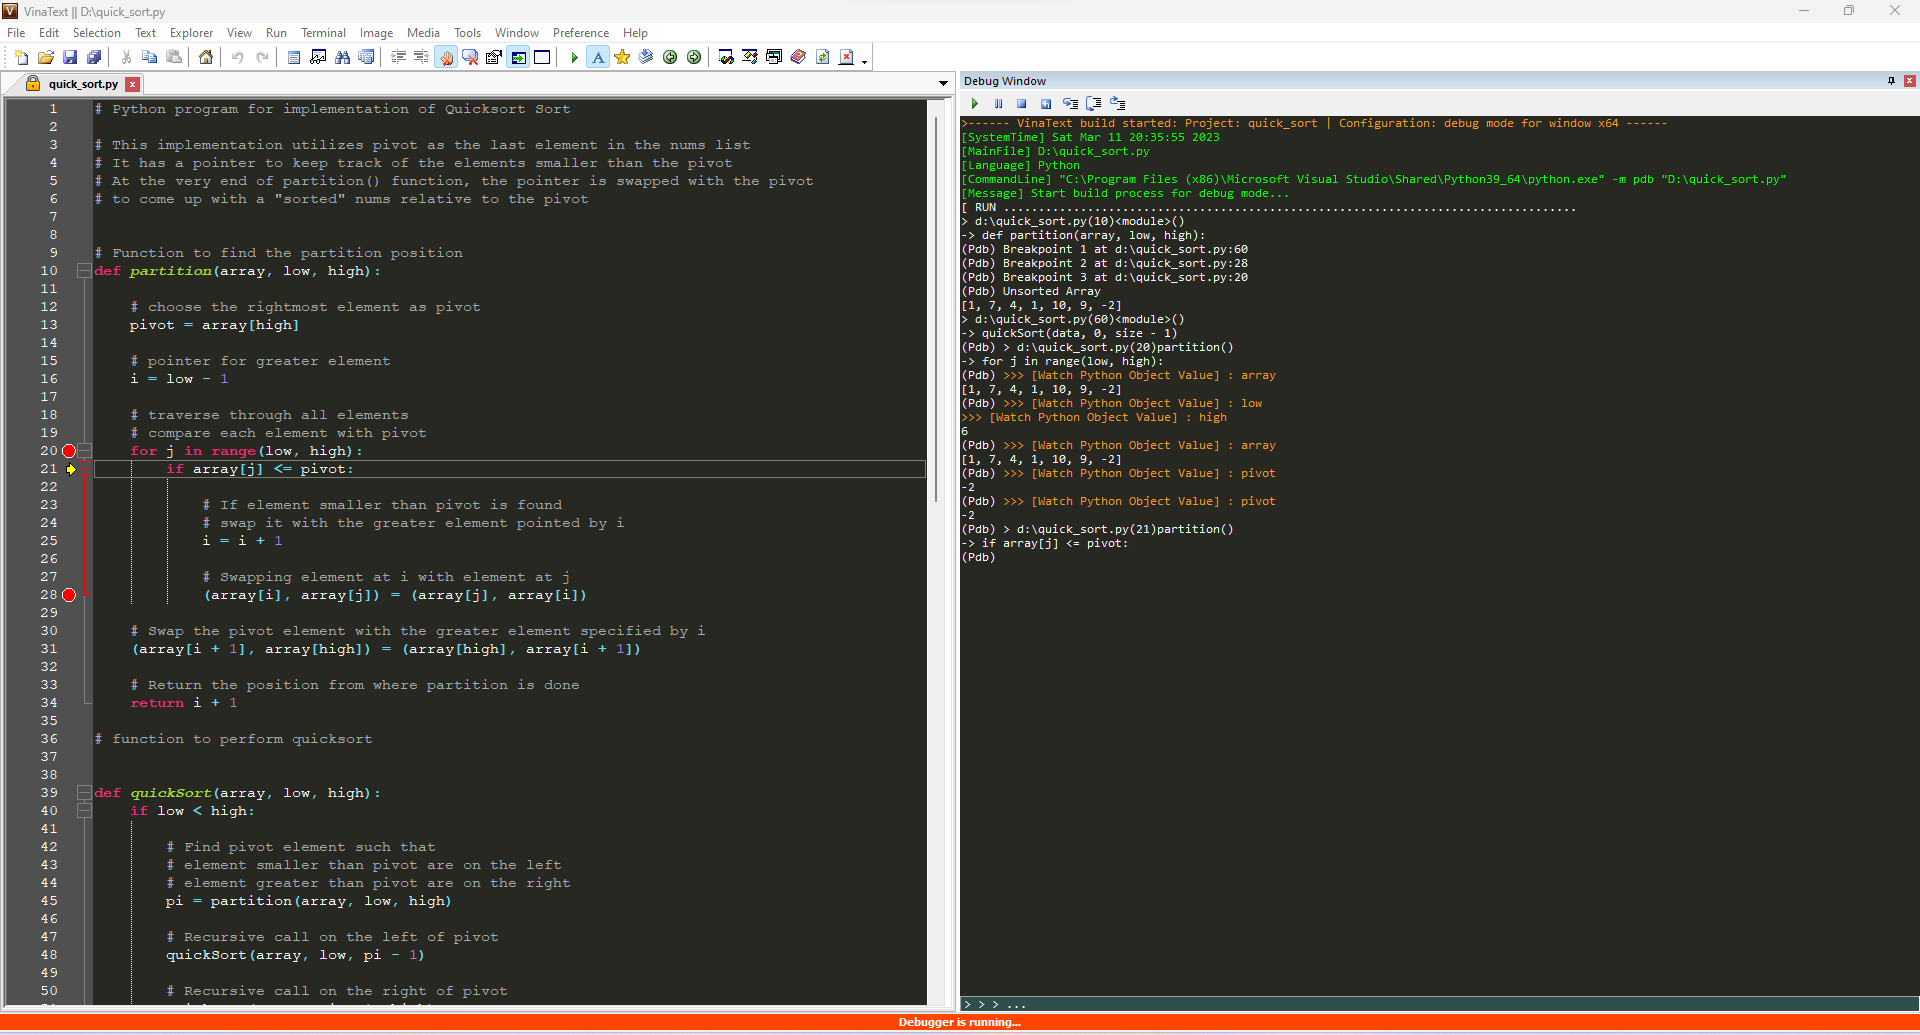 VinaText || D:\quick_sort.py
File Edit Selection Text Explorer View Run Terminal Image Media Tools Window Preference Help
quick_sort.py
1 # Python program for implementation of Quicksort Sort
2
3 # This implementation utilizes pivot as the last element in the nums list
4 # It has a pointer to keep track of the elements smaller than the pivot
5 # At the very end of partition() function, the pointer is swapped with the pivot
6 # to come up with a "sorted" nums relative to the pivot
7
8
9 # Function to find the partition position
10 def partition(array, low, high):
11
12 # choose the rightmost element as pivot
13 pivot = array[high]
14
15 # pointer for greater element
16 i = low - 1
17
18 # traverse through all elements
19 # compare each element with pivot
20 for j in range(low, high):
21 if array[j] <= pivot:
22
23 # If element smaller than pivot is found
24 # swap it with the greater element pointed by i
25 i = i + 1
26
27 # Swapping element at i with element at j
28 (array[i], array[j]) = (array[j], array[i])
29
30 # Swap the pivot element with the greater element specified by i
31 (array[i + 1], array[high]) = (array[high], array[i + 1])
32
33 # Return the position from where partition is done
34 return i + 1
35
36 # function to perform quicksort
37
38
39 def quickSort(array, low, high):
40 if low < high:
41
42 # Find pivot element such that
43 # element smaller than pivot are on the left
44 # element greater than pivot are on the right
45 pi = partition(array, low, high)
46
47 # Recursive call on the left of pivot
48 quickSort(array, low, pi - 1)
49
50 # Recursive call on the right of pivot
Debug Window
>------ VinaText build started: Project: quick_sort | Configuration: debug mode for window x64 ------
[SystemTime] Sat Mar 11 20:35:55 2023
[MainFile] D:\quick_sort.py
[Language] Python
[CommandLine] "C:\Program Files (x86)\Microsoft Visual Studio\Shared\Python39_64\python.exe" -m pdb "D:\quick_sort.py"
[Message] Start build process for debug mode...
[ RUN ..................................................................................
> d:\quick_sort.py(10)<module>()
-> def partition(array, low, high):
(Pdb) Breakpoint 1 at d:\quick_sort.py:60
(Pdb) Breakpoint 2 at d:\quick_sort.py:28
(Pdb) Breakpoint 3 at d:\quick_sort.py:20
(Pdb) Unsorted Array
[1, 7, 4, 1, 10, 9, -2]
> d:\quick_sort.py(60)<module>()
-> quickSort(data, 0, size - 1)
(Pdb) > d:\quick_sort.py(20)partition()
-> for j in range(low, high):
(Pdb) >>> [Watch Python Object Value] : array
[1, 7, 4, 1, 10, 9, -2]
(Pdb) >>> [Watch Python Object Value] : low
>>> [Watch Python Object Value] : high
6
(Pdb) >>> [Watch Python Object Value] : array
[1, 7, 4, 1, 10, 9, -2]
(Pdb) >>> [Watch Python Object Value] : pivot
-2
(Pdb) >>> [Watch Python Object Value] : pivot
-2
(Pdb) > d:\quick_sort.py(21)partition()
-> if array[j] <= pivot:
(Pdb)
> > > ...
Debugger is running...